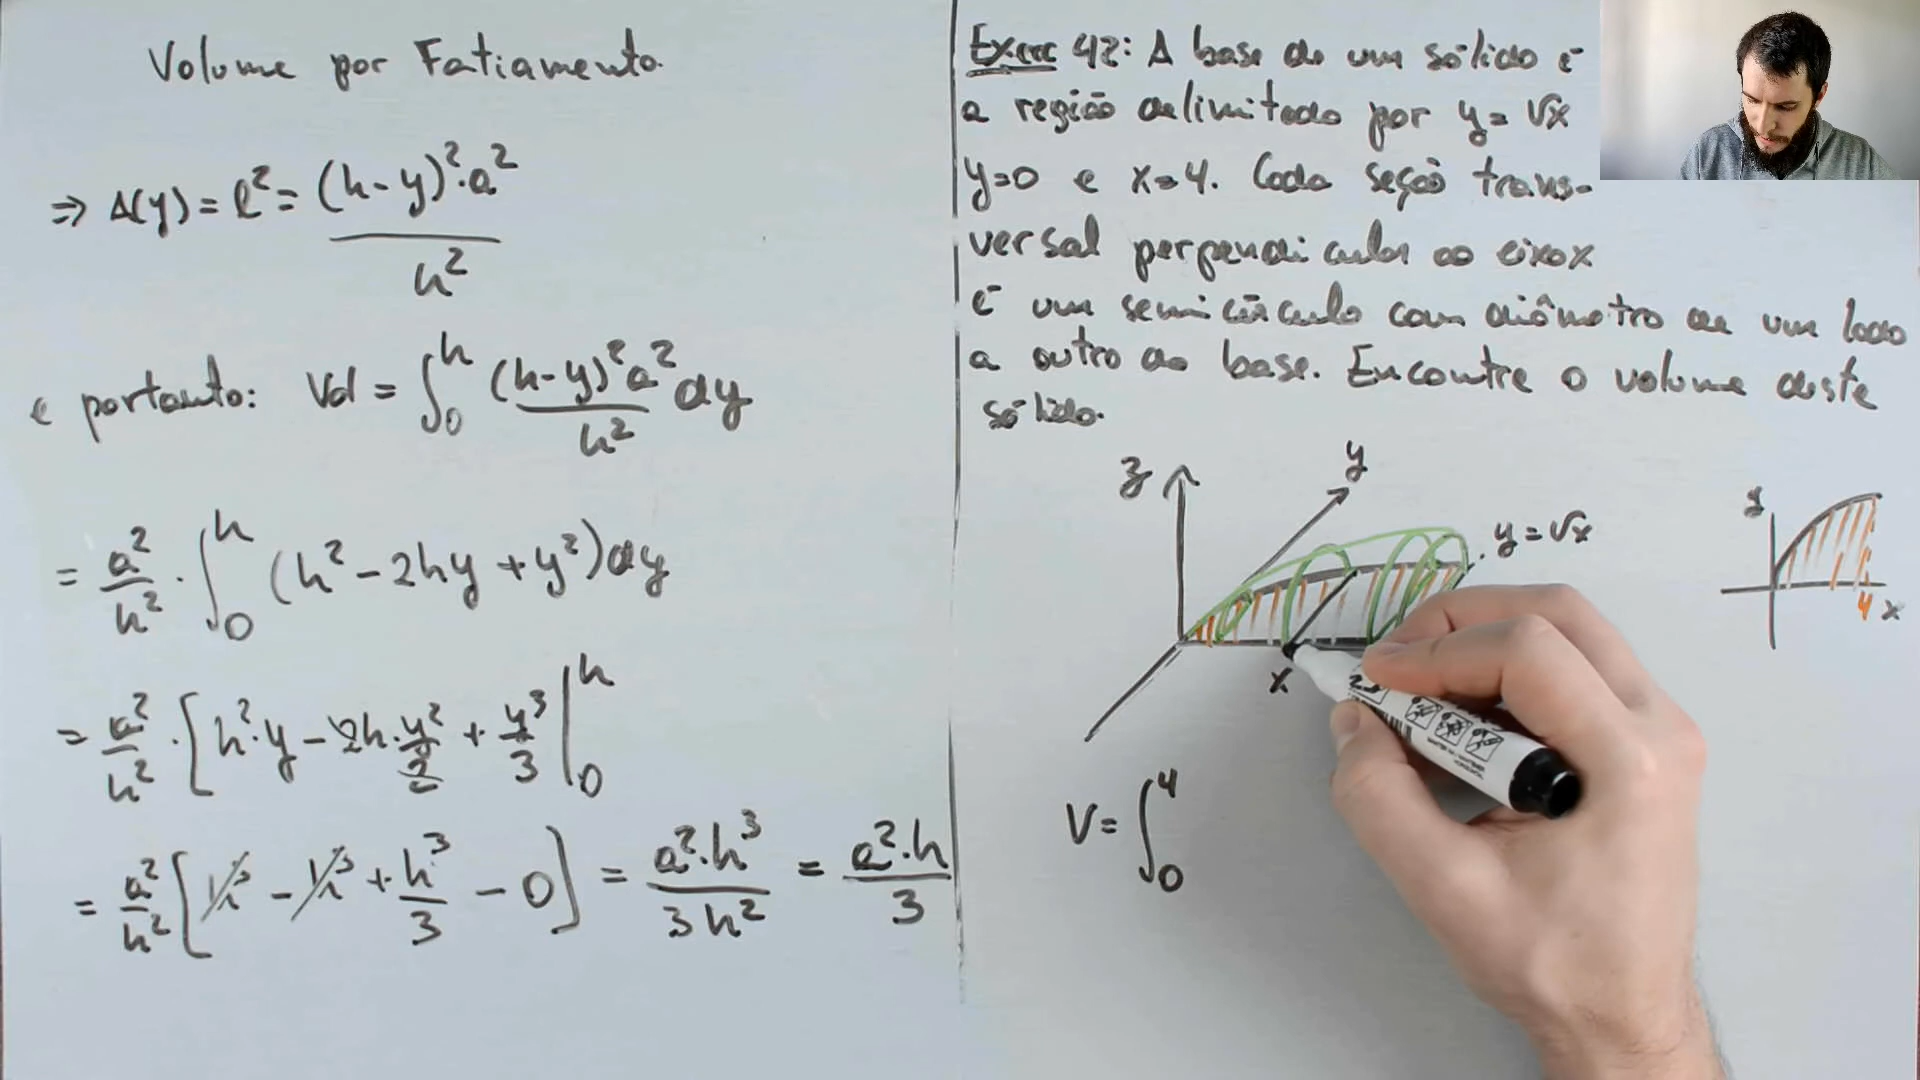 Volume por Fatiamento
⇒ A(y) = l² = (h-y)²·a² / h²
e portanto: Vol = ∫₀ʰ (h-y)²a² / h² dy
= a²/h² · ∫₀ʰ (h² - 2hy + y²)dy
= a²/h² · [h²·y - 2h·y²/2 + y³/3 |₀ʰ
= a²/h² [h³ - h³ + h³/3 - 0] = a²·h³ / 3h² = a²·h / 3
Exerc 42: A base de um sólido é
a região delimitada por y = √x
y=0 e x=4. Cada seção trans-
versal perpendicular ao eixo x
é um semicírculo com diâmetro de um lado
a outro da base. Encontre o volume deste
sólido.
z
y
y = √x
x
y
4
x
V = ∫₀⁴